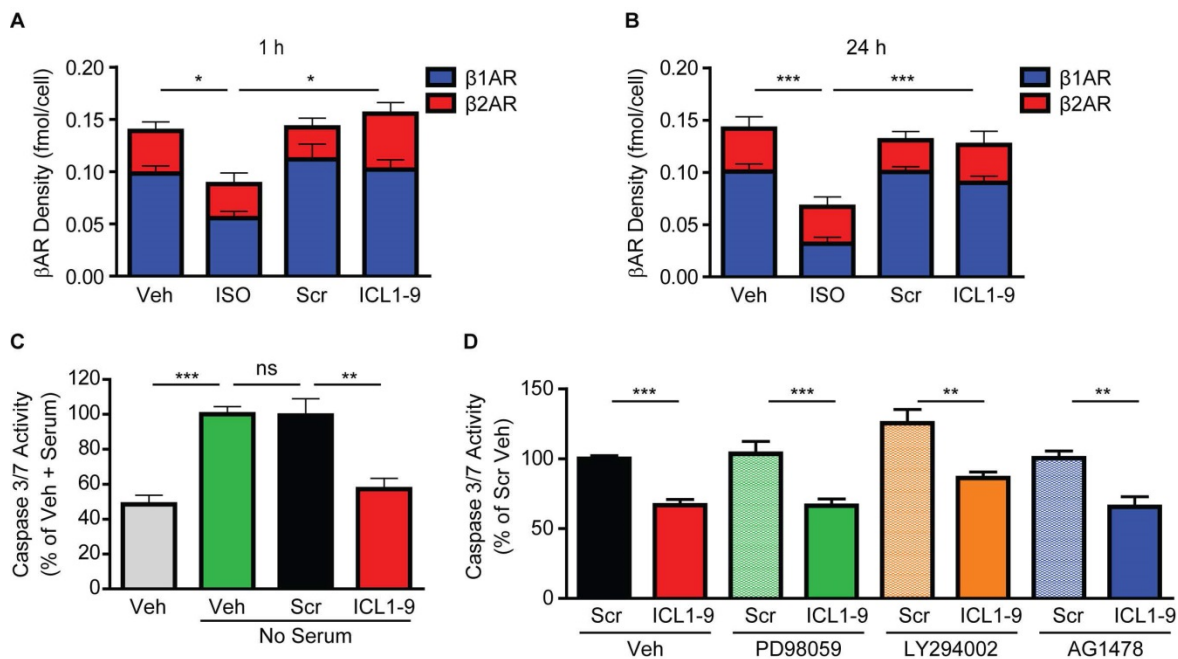 A
1 h
βAR Density (fmol/cell)
0.20
0.15
0.10
0.05
0.00
* *
β1AR
β2AR
Veh ISO Scr ICL1-9
B
24 h
βAR Density (fmol/cell)
0.20
0.15
0.10
0.05
0.00
*** ***
β1AR
β2AR
Veh ISO Scr ICL1-9
C
Caspase 3/7 Activity
(% of Veh + Serum)
120
100
80
60
40
20
0
*** ns **
Veh Veh Scr ICL1-9
No Serum
D
Caspase 3/7 Activity
(% of Scr Veh)
150
100
50
0
*** *** ** **
Scr ICL1-9 Scr ICL1-9 Scr ICL1-9 Scr ICL1-9
Veh PD98059 LY294002 AG1478